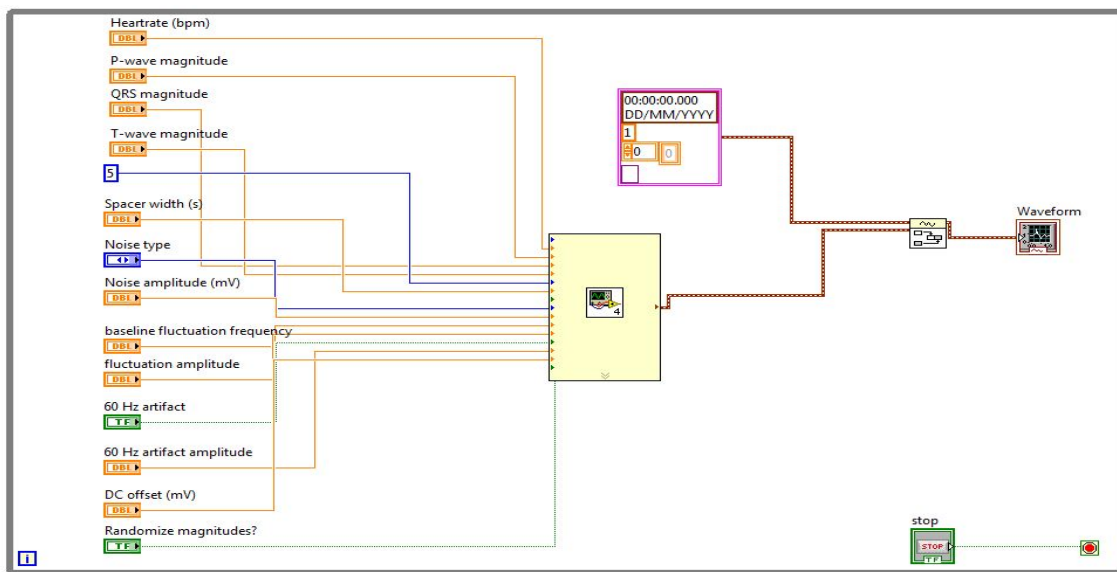 Heartrate (bpm)
DBL
P-wave magnitude
DBL
QRS magnitude
DBL
T-wave magnitude
DBL
5
Spacer width (s)
DBL
Noise type
Noise amplitude (mV)
DBL
baseline fluctuation frequency
DBL
fluctuation amplitude
DBL
60 Hz artifact
TF
60 Hz artifact amplitude
DBL
DC offset (mV)
DBL
Randomize magnitudes?
TF
i
4
00:00:00.000
DD/MM/YYYY
1
0
0
Waveform
stop
STOP
TF